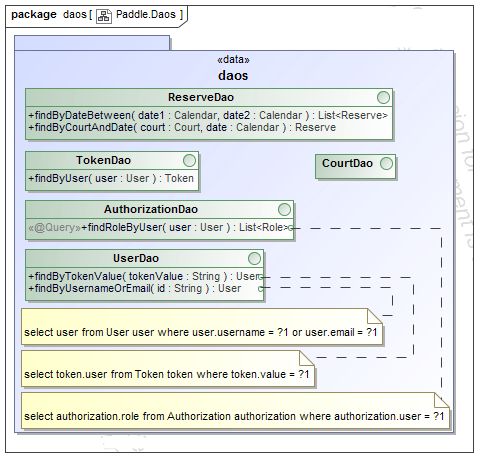 package daos [ Paddle.Daos ]
«data»
daos
ReserveDao
+findByDateBetween( date1 : Calendar, date2 : Calendar ) : List<Reserve>
+findByCourtAndDate( court : Court, date : Calendar ) : Reserve
TokenDao
+findByUser( user : User ) : Token
CourtDao
AuthorizationDao
«@Query»+findRoleByUser( user : User ) : List<Role>
UserDao
+findByTokenValue( tokenValue : String ) : User
+findByUsernameOrEmail( id : String ) : User
select user from User user where user.username = ?1 or user.email = ?1
select token.user from Token token where token.value = ?1
select authorization.role from Authorization authorization where authorization.user = ?1